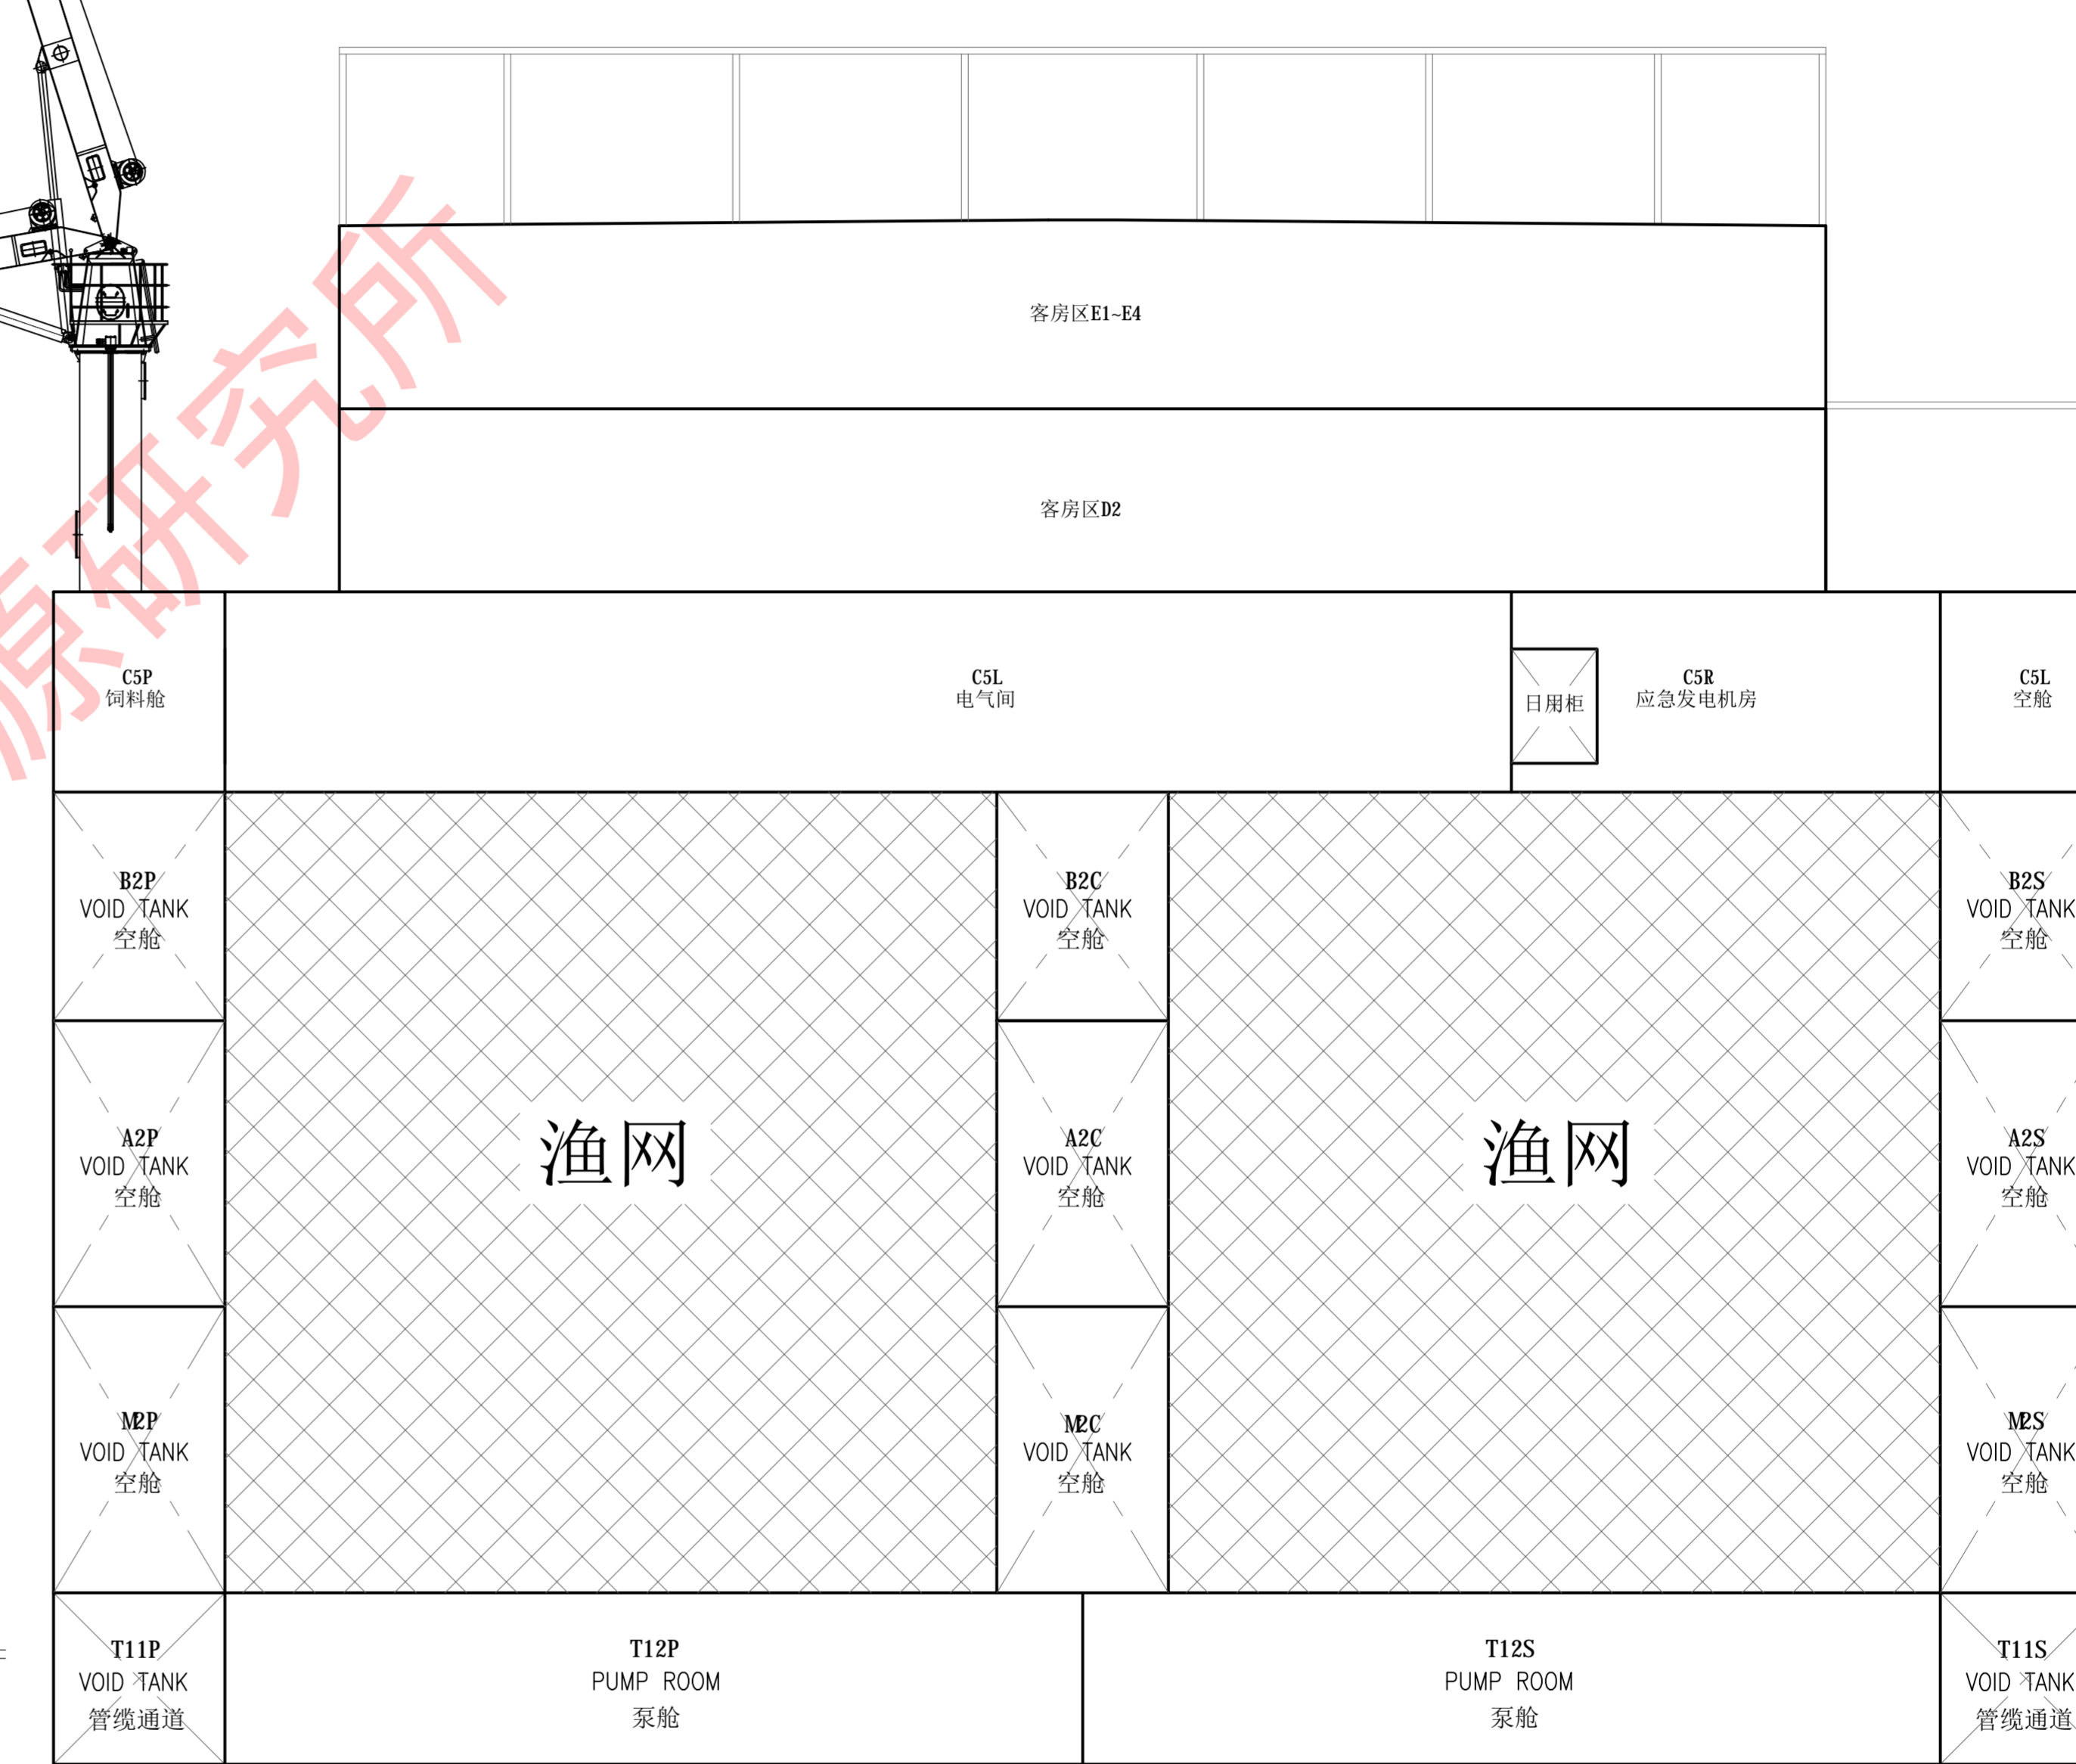 源研究所
客房区E1~E4
客房区D2
C5P
饲料舱
C5L
电气间
日用柜
C5R
应急发电机房
C5L
空舱
B2P
VOID TANK
空舱
B2C
VOID TANK
空舱
B2S
VOID TANK
空舱
A2P
VOID TANK
空舱
渔网
A2C
VOID TANK
空舱
渔网
A2S
VOID TANK
空舱
M2P
VOID TANK
空舱
M2C
VOID TANK
空舱
M2S
VOID TANK
空舱
T11P
VOID TANK
管缆通道
T12P
PUMP ROOM
泵舱
T12S
PUMP ROOM
泵舱
T11S
VOID TANK
管缆通道